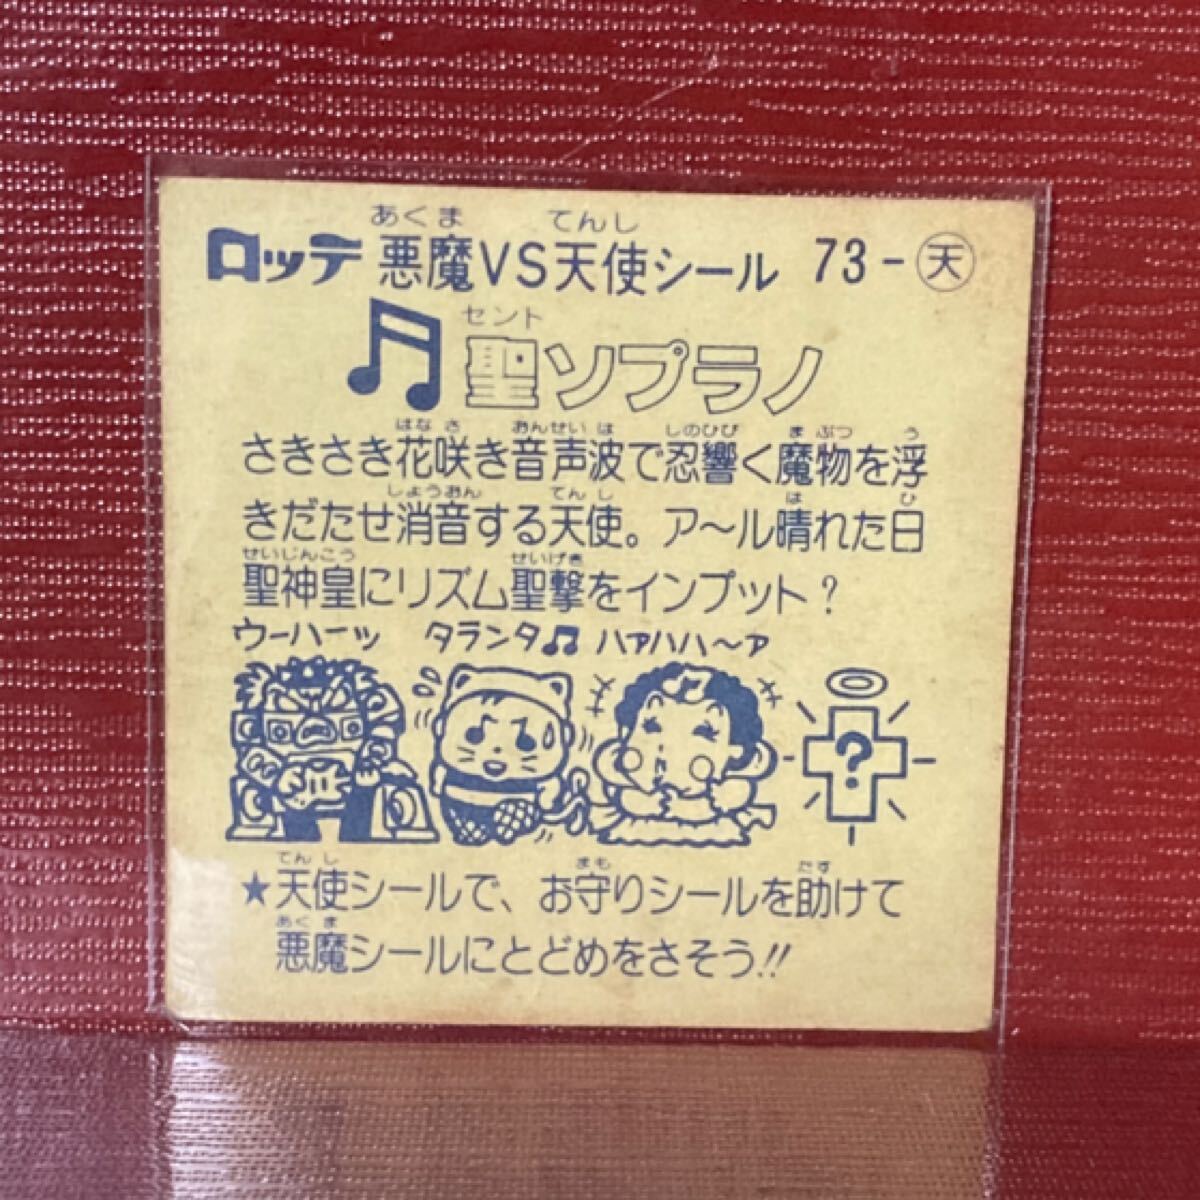 あくま てんし
ロッテ 悪魔VS天使シール 73-天
セント
聖ソプラノ
はなさ おんせいは しのひび まぶつ う
さきさき花咲き音声波で忍響く魔物を浮
しょうおん てんし は ひ
きだたせ消音する天使。ア〜ル晴れた日
せいじんこう せいげき
聖神皇にリズム聖撃をインプット?
ウーハーッ タランタ♫ ハァハハ〜ァ
?
てんし まも たす
★天使シールで、お守りシールを助けて
あくま
悪魔シールにとどめをさそう!!